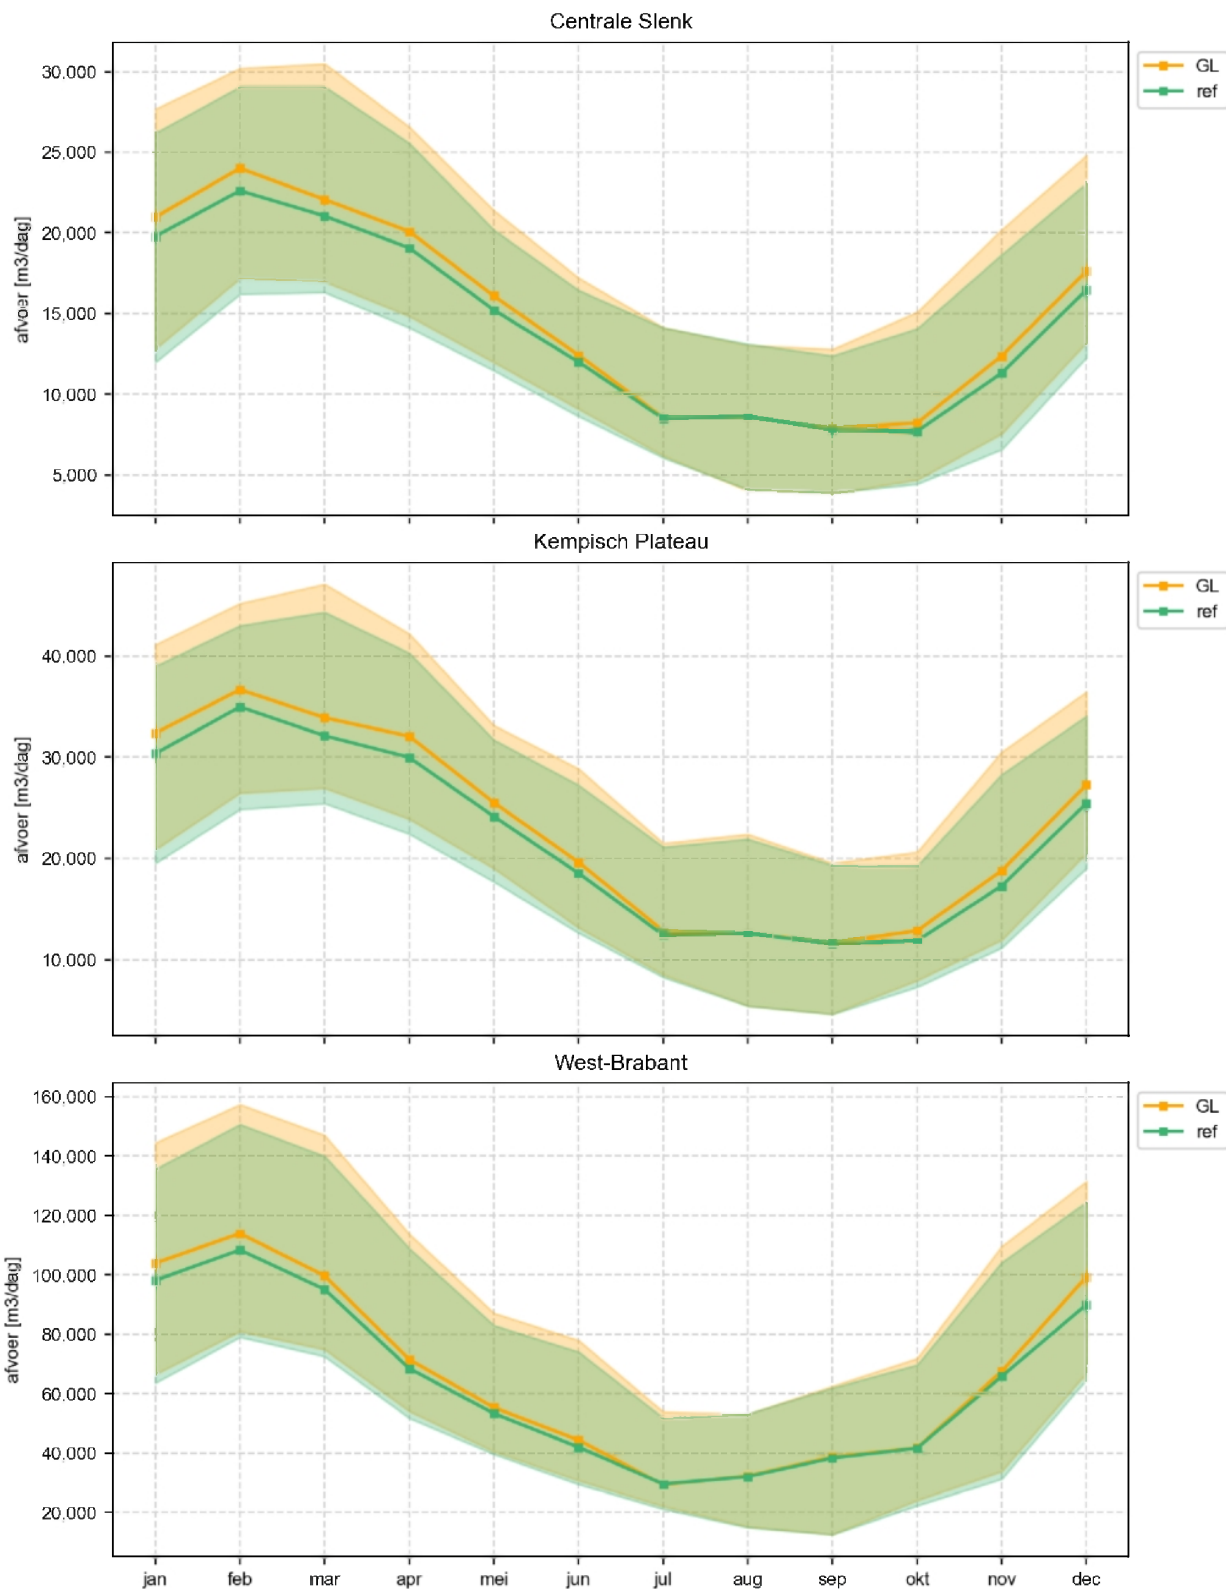 Centrale Slenk
30.000
25,000
20,000
15,000
10,000
5.000
afvoer [m3/dag]
GL
ref
Kempisch Plateau
40.000
30.000
20.000
10.000
afvoer [m3/dag]
GL
ref
West-Brabant
160,000
140.000
120.000
100.000
80.000
60.000
40.000
20.000
afvoer [m3/dag]
GL
ref
jan feb mar apr mei jun jul aug sep okt nov dec